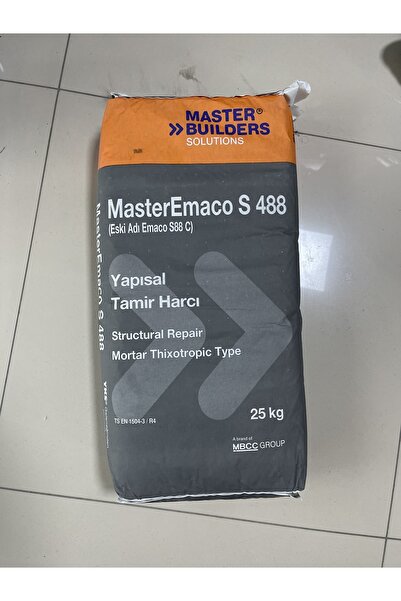 MASTER®
BUILDERS
SOLUTIONS
MasterEmaco S 488
(Eski Adı Emaco S88 C)
Yapısal
Tamir Harcı
Structural Repair
Mortar Thixotropic Type
25 kg
TS EN 1504-3 / R4
A brand of
MBCC GROUP
MasterEmaco S 488